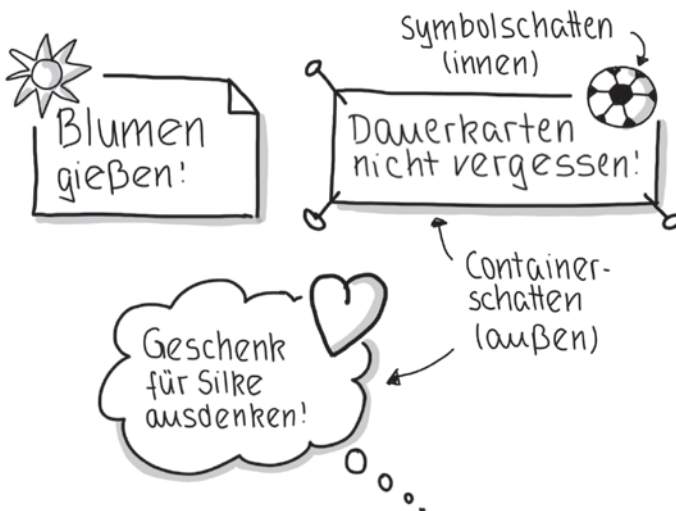 Symbolschatten
(innen)
Blumen
gießen!
Dauerkarten
nicht vergessen!
Container-
schatten
(außen)
Geschenk
für Silke
ausdenken!